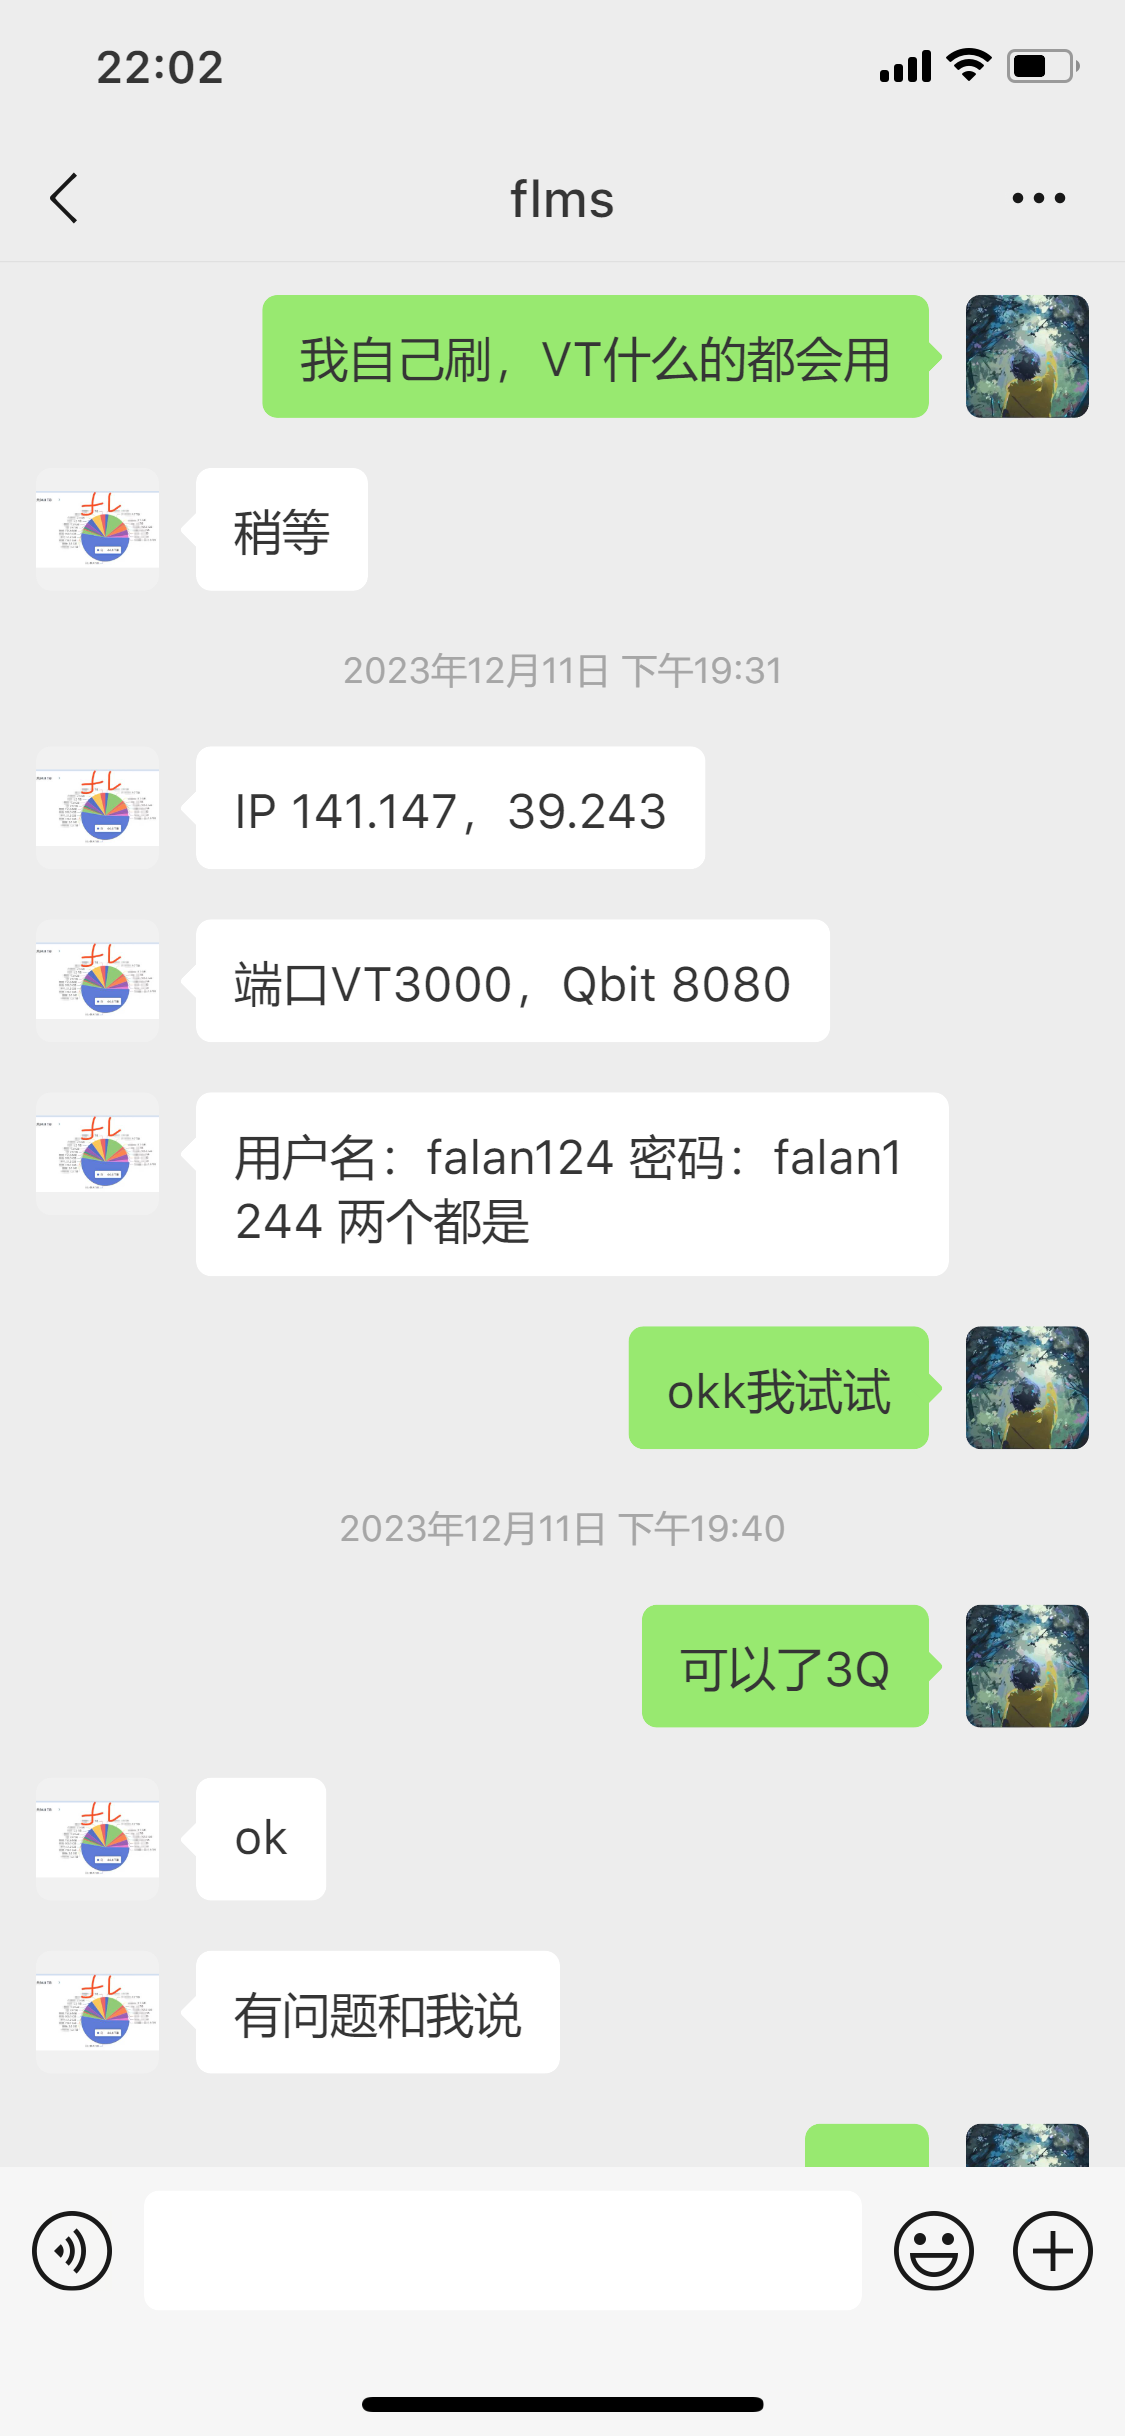 22:02
flms
我自己刷，VT什么的都会用
稍等
2023年12月11日 下午19:31
IP 141.147，39.243
端口VT3000，Qbit 8080
用户名：falan124 密码：falan1
244 两个都是
okk我试试
2023年12月11日 下午19:40
可以了3Q
ok
有问题和我说